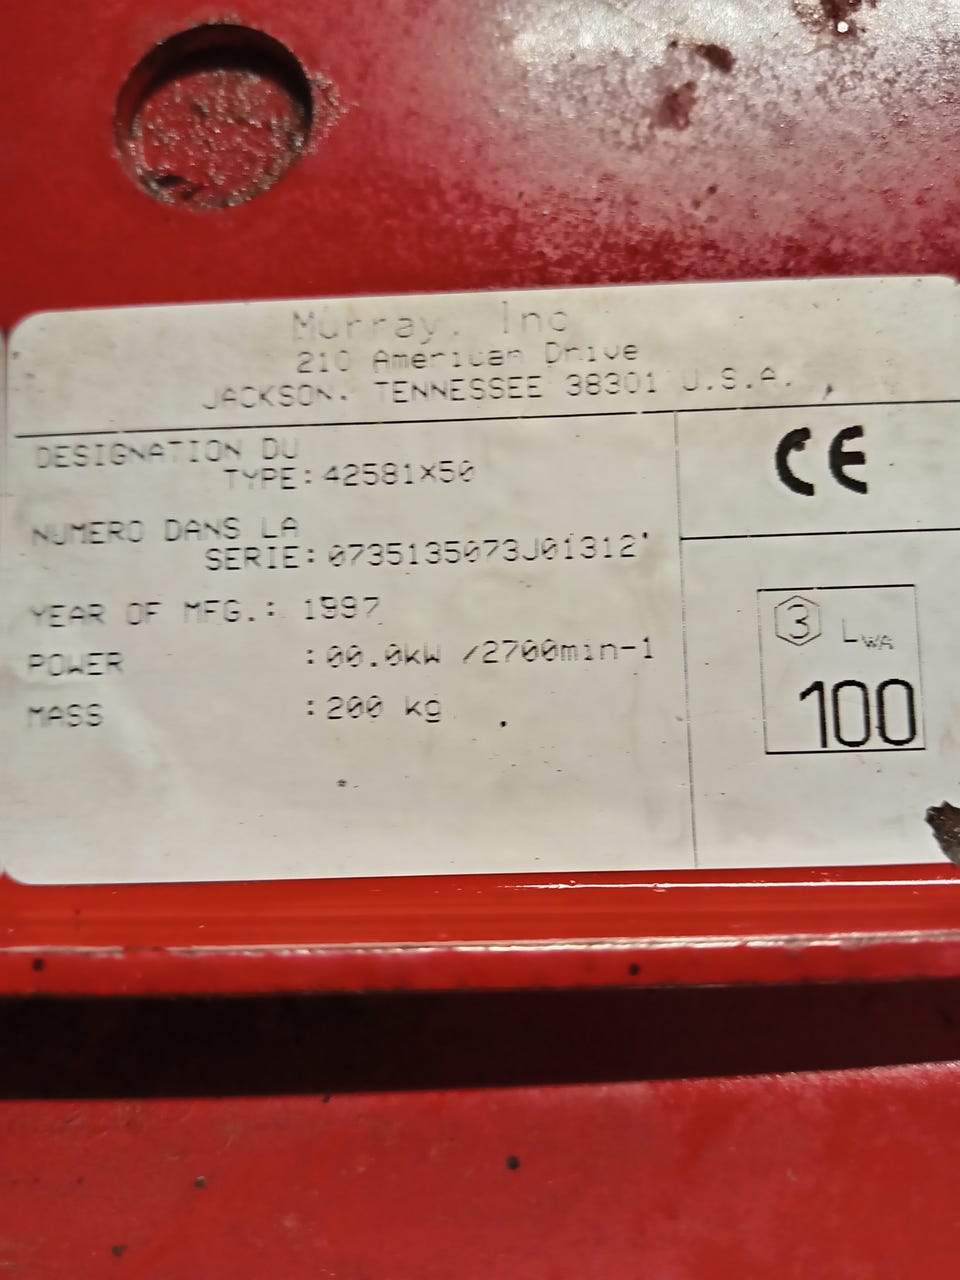 Murray, Inc
210 American Drive
JACKSON, TENNESSEE 38301 U.S.A.
DESIGNATION DU
TYPE: 42581x50
NUMERO DANS LA
SERIE: 0735135073J01312
YEAR OF MFG.: 1997
POWER : 00.0kW /2700min-1
MASS : 200 kg
CE
3 LWA
100